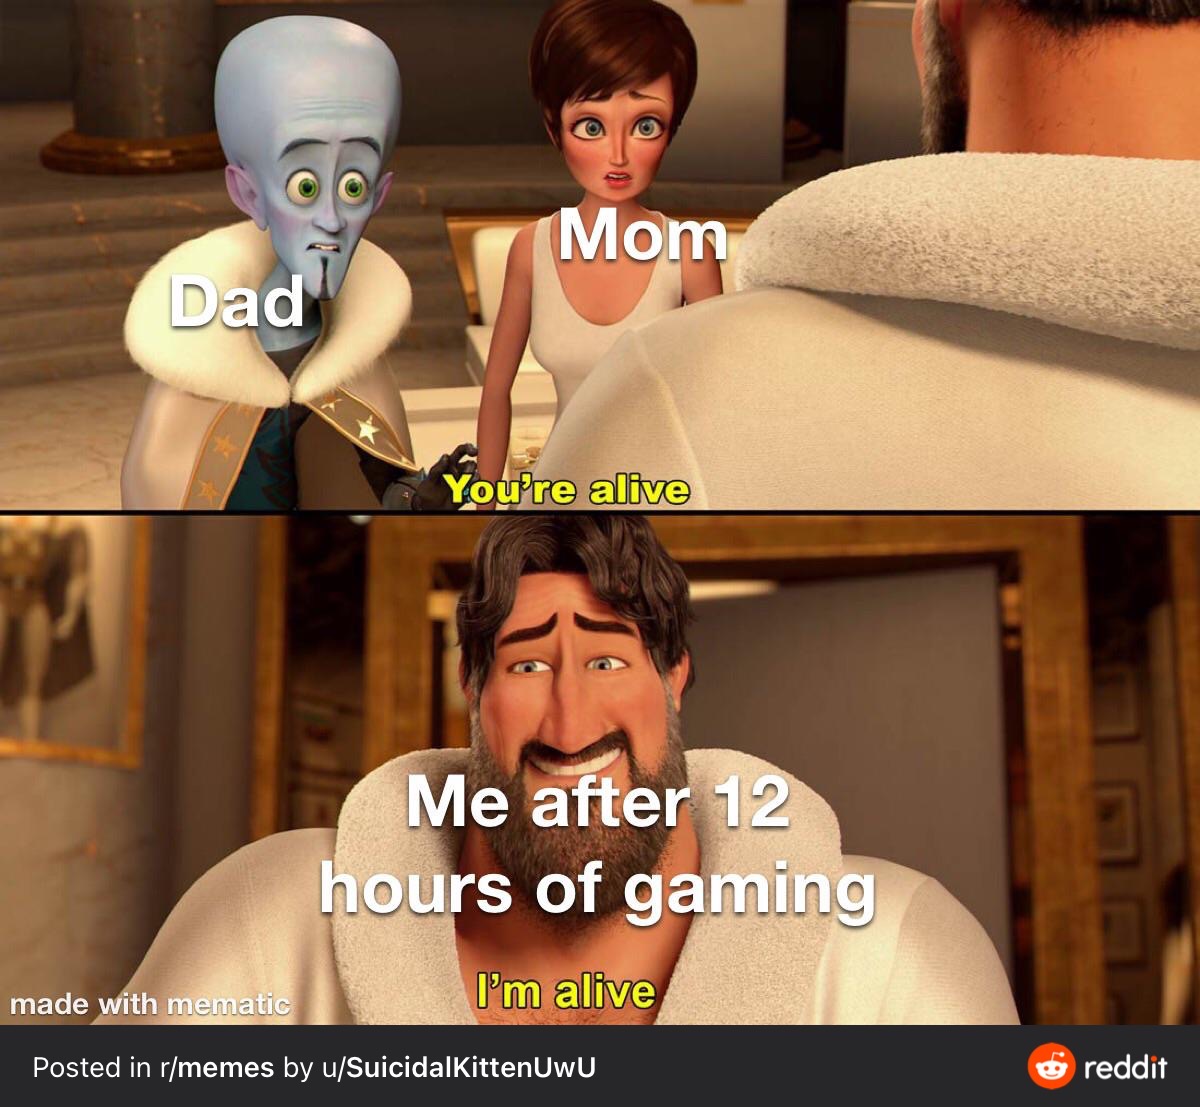 Mom
Dad
You're alive
Me after 12
hours of gaming
I'm alive
made with mematic
Posted in r/memes by u/SuicidalKittenUwU
reddit